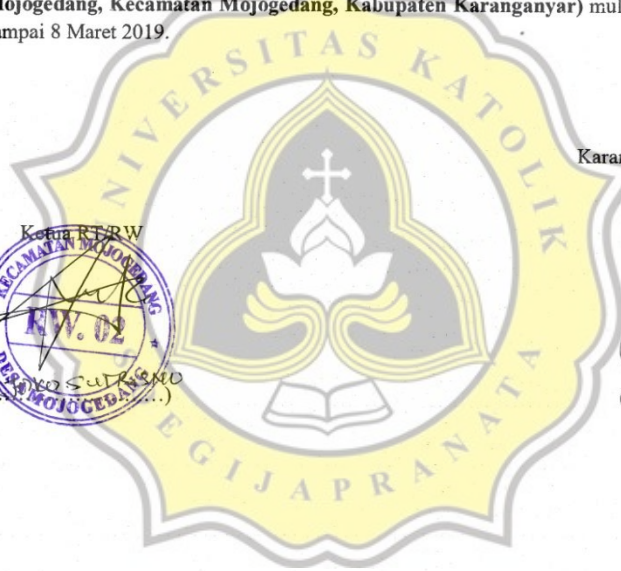 Mojogedang, Kecamatan Mojogedang, Kabupaten Karanganyar) mul
ampai 8 Maret 2019.
UNIVERSITAS KATOLIK
Karan
Ketua RT/RW
KECAMATAN MOJOGEDANG
RW. 02
DESA MOJOGEDANG
SUTRISNO
SOEGIJAPRANATA